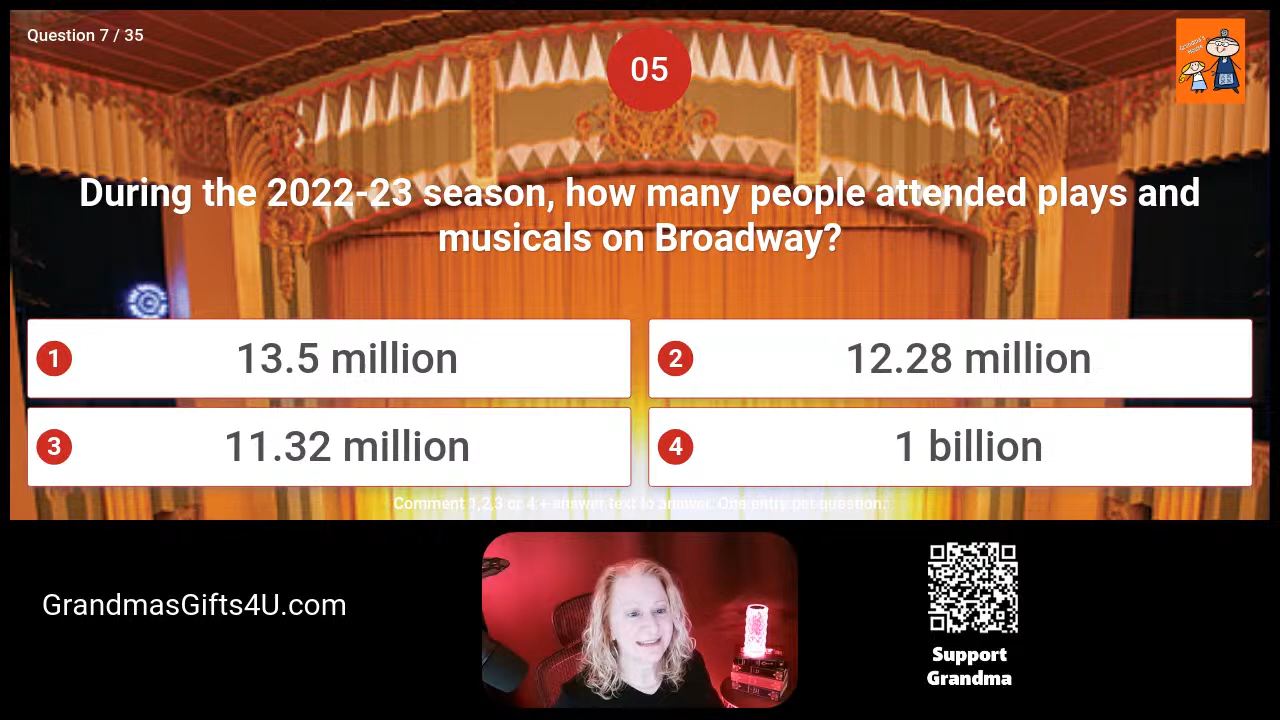 Question 7 / 35
05
Grandma's
House
During the 2022-23 season, how many people attended plays and
musicals on Broadway?
1 13.5 million
2 12.28 million
3 11.32 million
4 1 billion
Comment 1,2,3 or 4 + answer text to answer. One entry per question.
GrandmasGifts4U.com
Support
Grandma